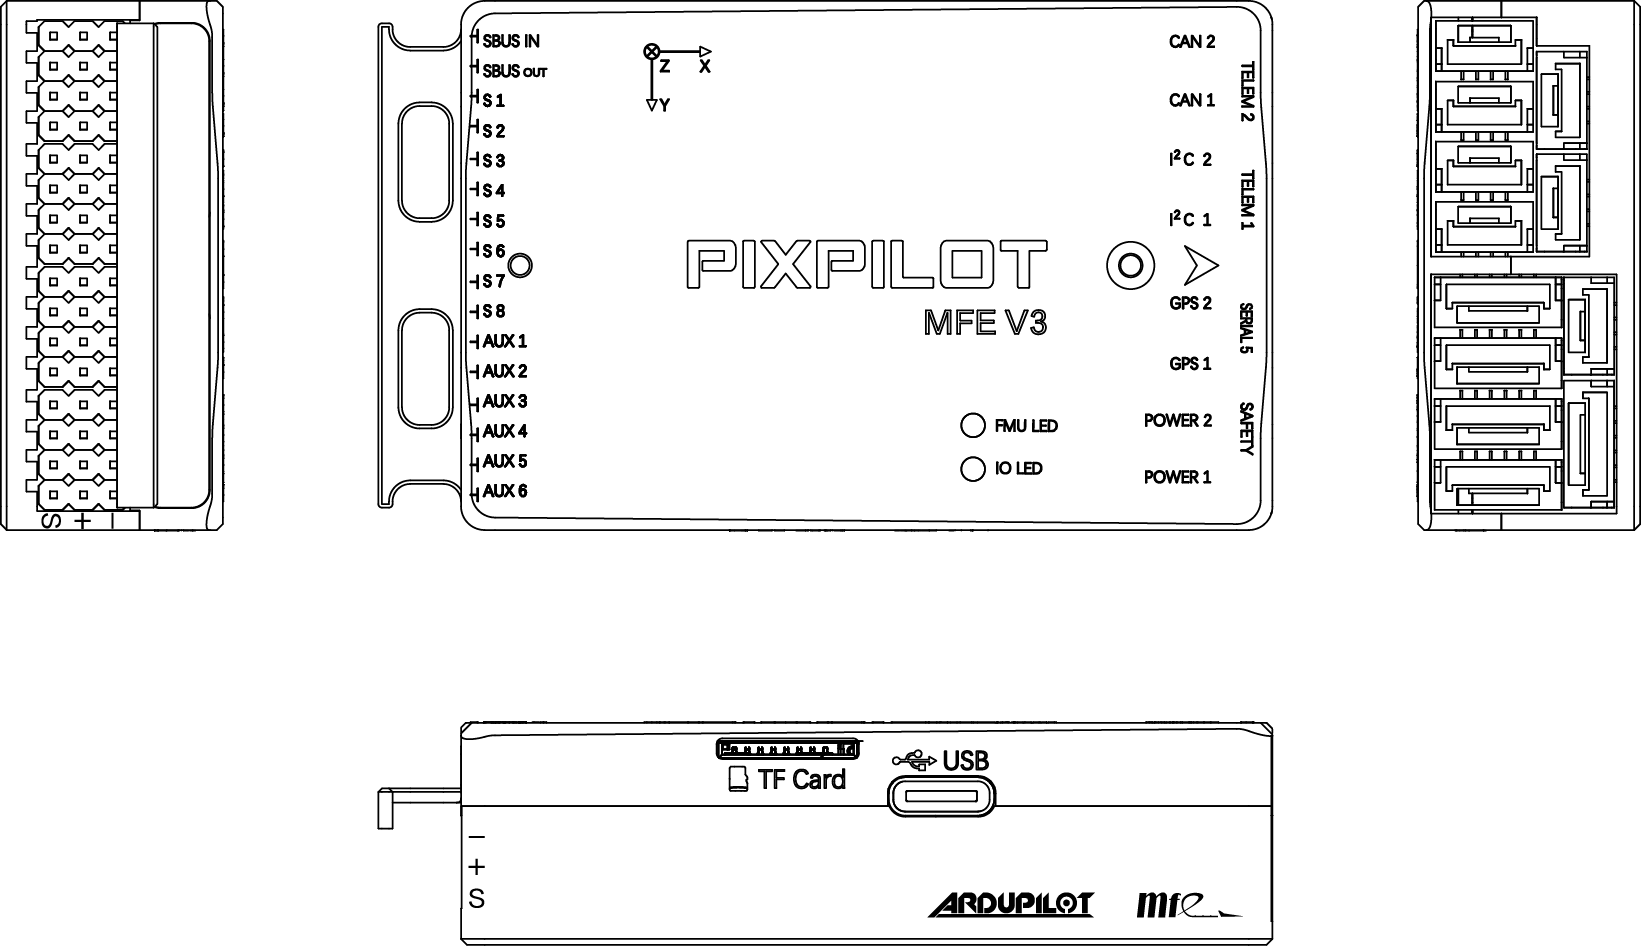 SBUS IN
SBUS OUT
S 1
S 2
S 3
S 4
S 5
S 6
S 7
S 8
AUX 1
AUX 2
AUX 3
AUX 4
AUX 5
AUX 6
Z X
Y
PIXPILOT
MFE V3
FMU LED
IO LED
CAN 2
CAN 1
I²C 2
I²C 1
GPS 2
GPS 1
POWER 2
POWER 1
TELEM 2
TELEM 1
SERIAL 5
SAFETY
S + −
USB
TF Card
−
+
S
ARDUPILOT mfe